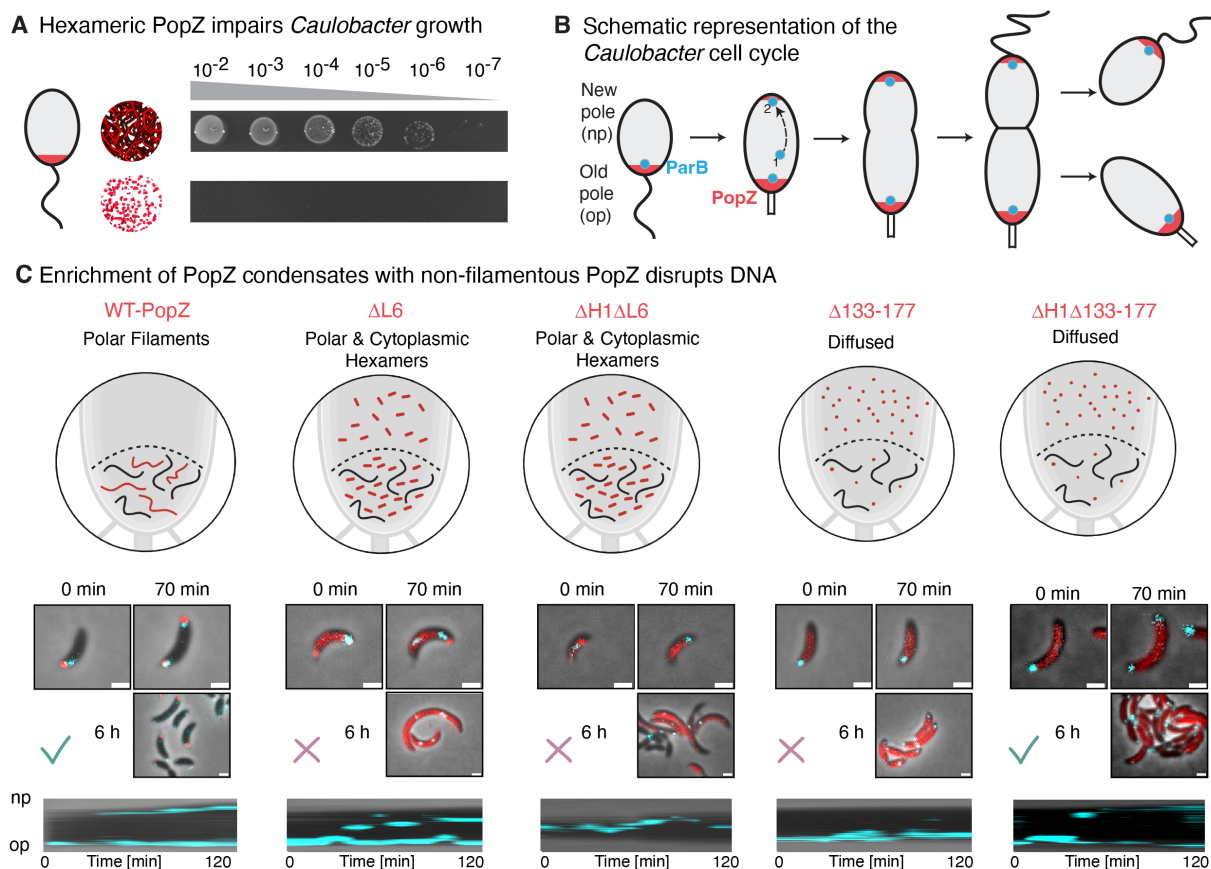 A Hexameric PopZ impairs Caulobacter growth
10-2 10-3 10-4 10-5 10-6 10-7
B Schematic representation of the
Caulobacter cell cycle
New
pole
(np)
Old
pole
(op)
ParB
PopZ
2
1
C Enrichment of PopZ condensates with non-filamentous PopZ disrupts DNA
WT-PopZ
Polar Filaments
ΔL6
Polar & Cytoplasmic
Hexamers
ΔH1ΔL6
Polar & Cytoplasmic
Hexamers
Δ133-177
Diffused
ΔH1Δ133-177
Diffused
0 min 70 min
6 h
0 min 70 min
6 h
0 min 70 min
6 h
0 min 70 min
6 h
0 min 70 min
6 h
np
op
0 Time [min] 120
0 Time [min] 120
0 Time [min] 120
0 Time [min] 120
0 Time [min] 120